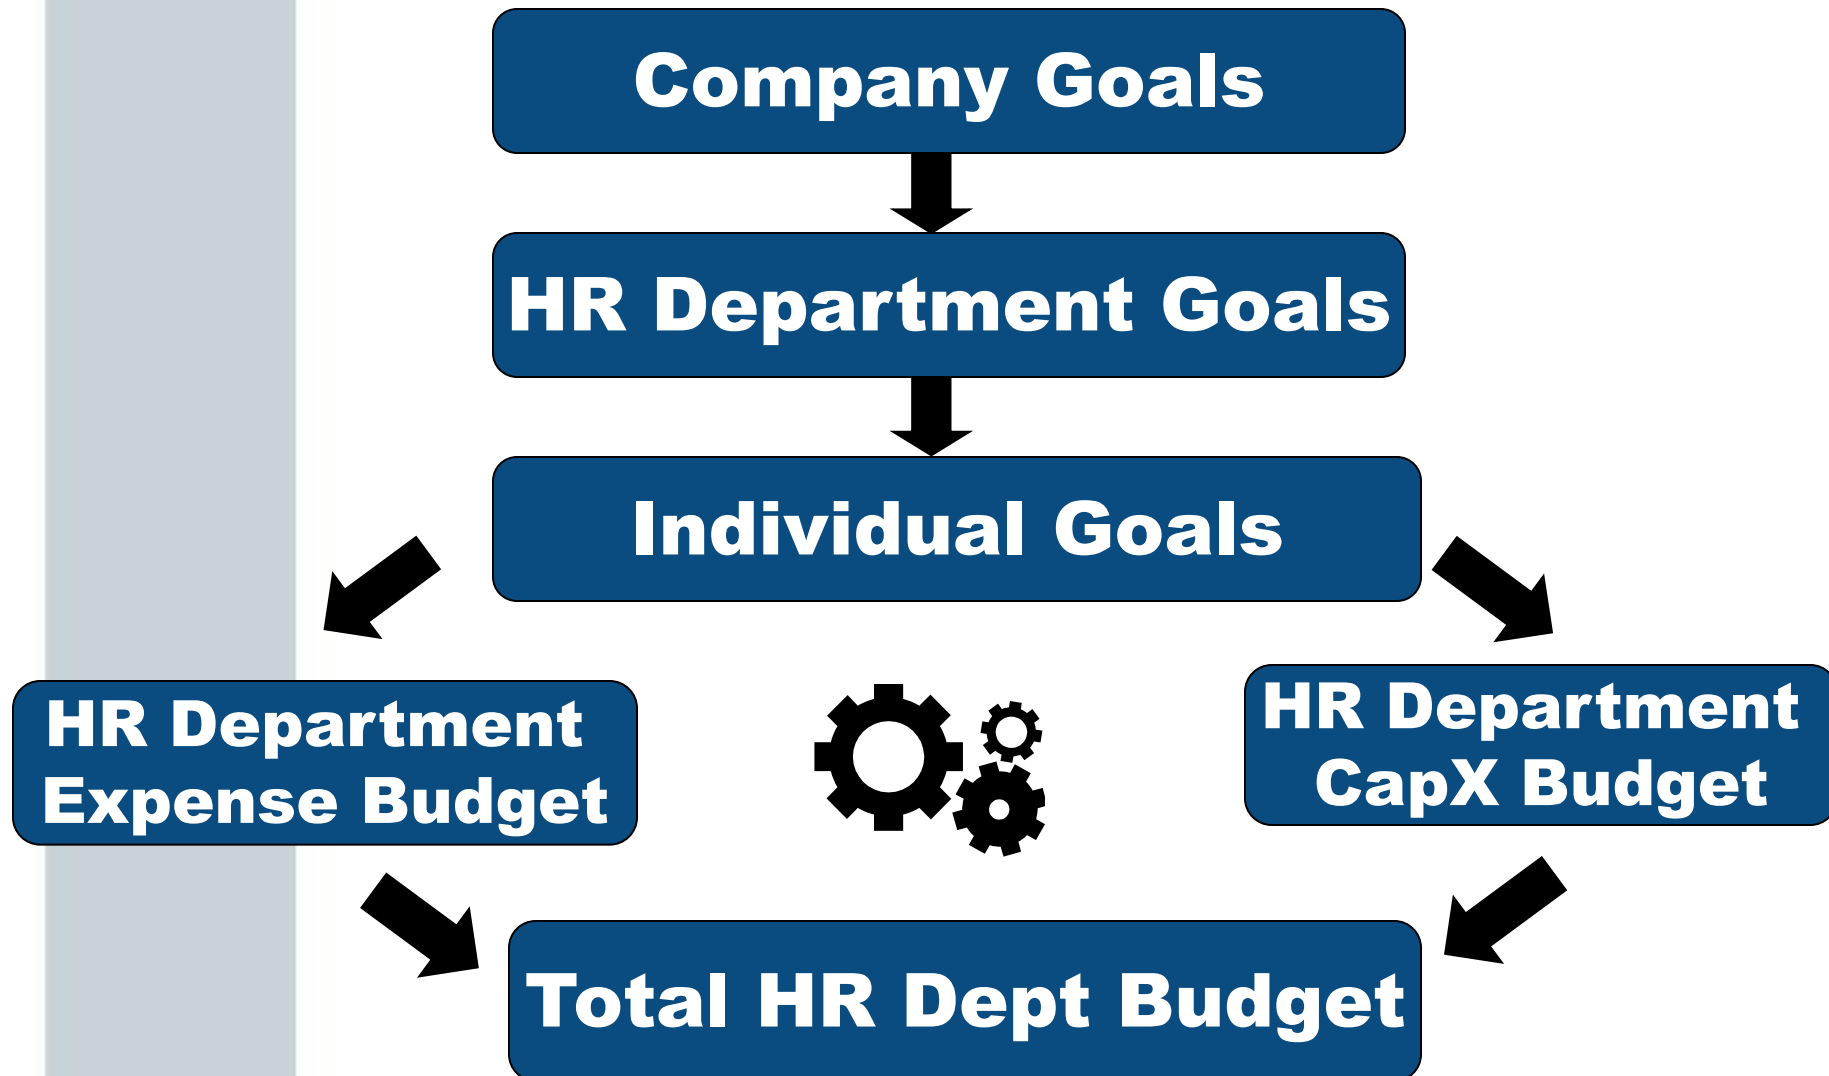 Company Goals
HR Department Goals
Individual Goals
HR Department
Expense Budget
HR Department
CapX Budget
Total HR Dept Budget